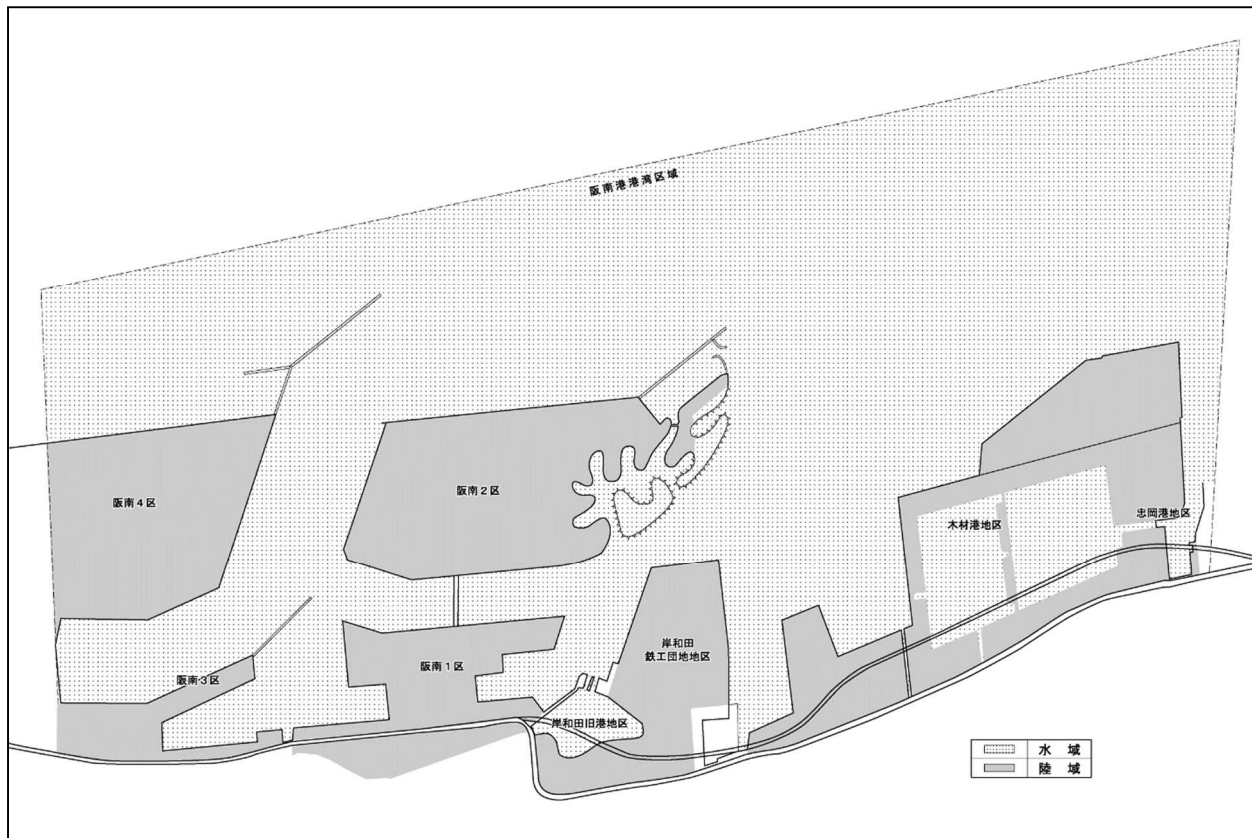 阪南港港湾区域
阪南4区
阪南2区
木材港地区
忠岡港地区
阪南3区
阪南1区
岸和田
鉄工団地地区
岸和田旧港地区
水域
陸域